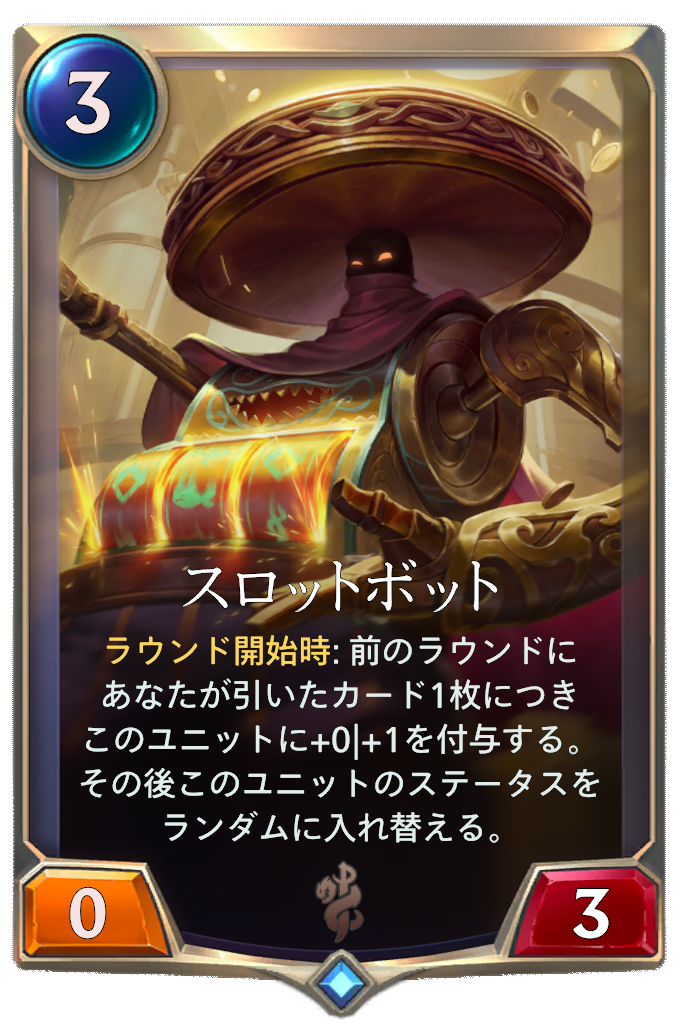 3
スロットボット
ラウンド開始時: 前のラウンドに
あなたが引いたカード1枚につき
このユニットに+0|+1を付与する。
その後このユニットのステータスを
ランダムに入れ替える。
0
3